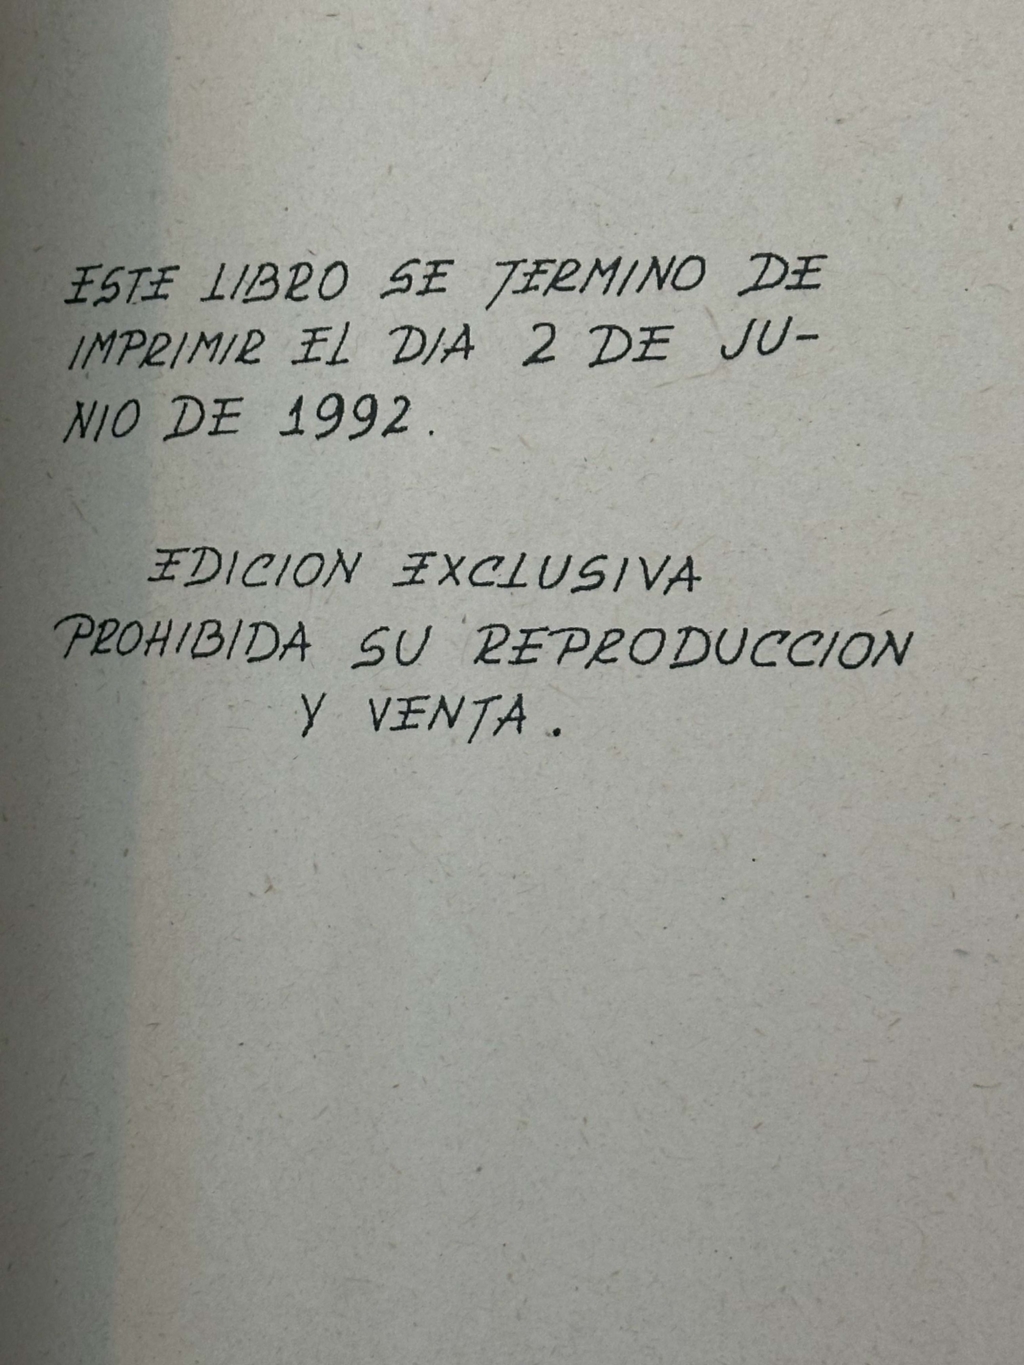 ESTE LIBRO SE TERMINO DE
IMPRIMIR EL DIA 2 DE JU-
NIO DE 1992.
EDICION EXCLUSIVA
PROHIBIDA SU REPRODUCCION
Y VENTA.